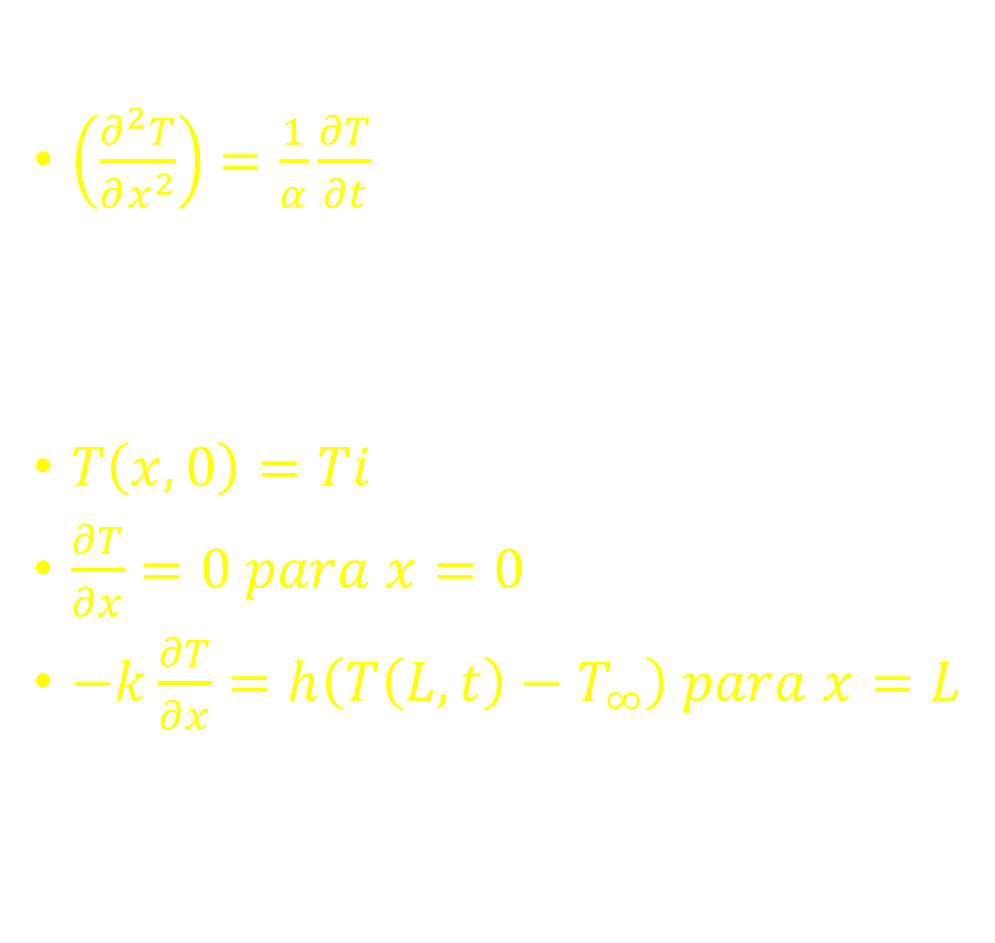 • (∂²T/∂x²) = 1/α ∂T/∂t
• T(x, 0) = Ti
• ∂T/∂x = 0 para x = 0
• −k ∂T/∂x = h(T(L, t) − T∞) para x = L